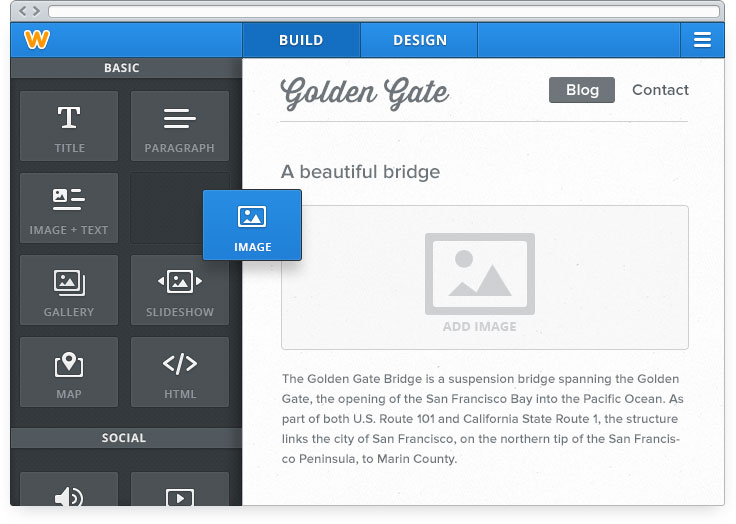 W
BUILD
DESIGN
BASIC
TITLE
PARAGRAPH
IMAGE + TEXT
IMAGE
GALLERY
SLIDESHOW
MAP
</>
HTML
SOCIAL
Golden Gate
Blog
Contact
A beautiful bridge
ADD IMAGE
The Golden Gate Bridge is a suspension bridge spanning the Golden
Gate, the opening of the San Francisco Bay into the Pacific Ocean. As
part of both U.S. Route 101 and California State Route 1, the structure
links the city of San Francisco, on the northern tip of the San Francis-
co Peninsula, to Marin County.